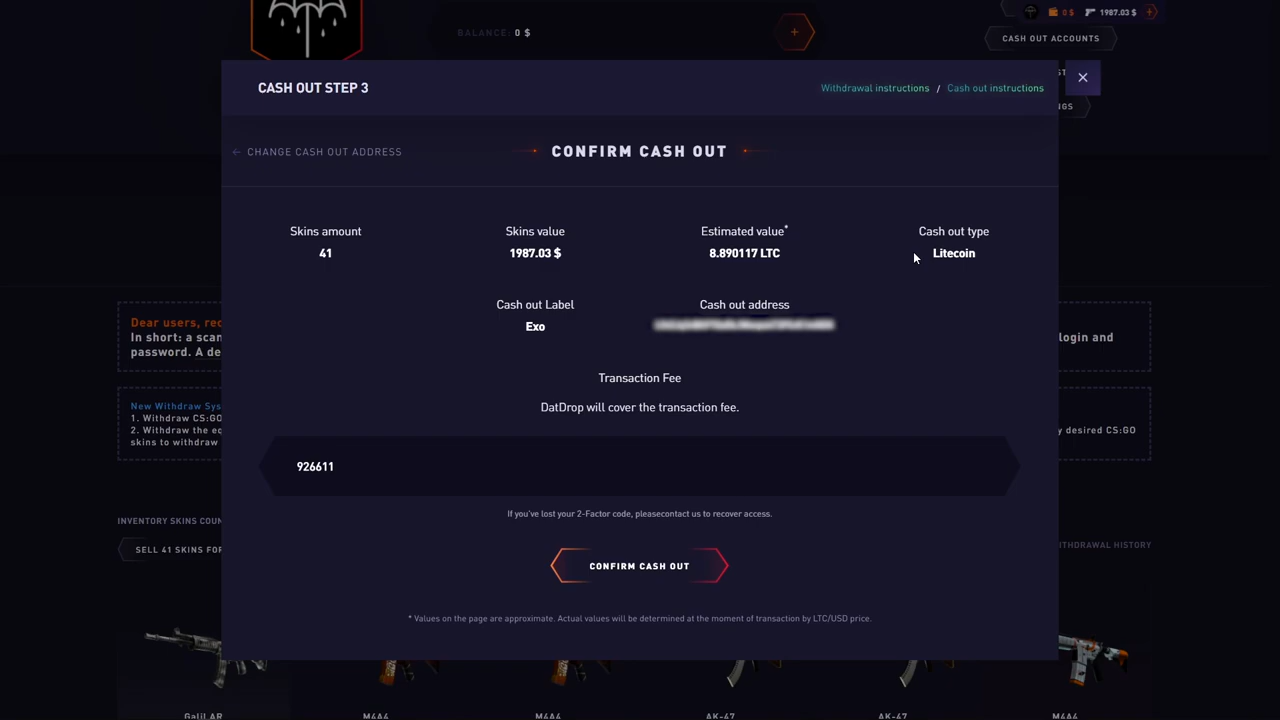 BALANCE: 0 $
0 $
1987.03 $
CASH OUT ACCOUNTS
CASH OUT STEP 3
Withdrawal instructions / Cash out instructions
← CHANGE CASH OUT ADDRESS
CONFIRM CASH OUT
Skins amount
41
Skins value
1987.03 $
Estimated value*
8.890117 LTC
Cash out type
Litecoin
Cash out Label
Exo
Cash out address
Transaction Fee
DatDrop will cover the transaction fee.
926611
If you've lost your 2-Factor code, pleasecontact us to recover access.
CONFIRM CASH OUT
* Values on the page are approximate. Actual values will be determined at the moment of transaction by LTC/USD price.
Dear users, rec
In short: a scan
login and
password. A de
New Withdraw Sys
1. Withdraw CS:GO
2. Withdraw the eq
y desired CS:GO
skins to withdraw
INVENTORY SKINS COUN
SELL 41 SKINS FOR
ITHDRAWAL HISTORY
Galil AR
M4A4
M4A4
AK-47
AK-47
M4A4